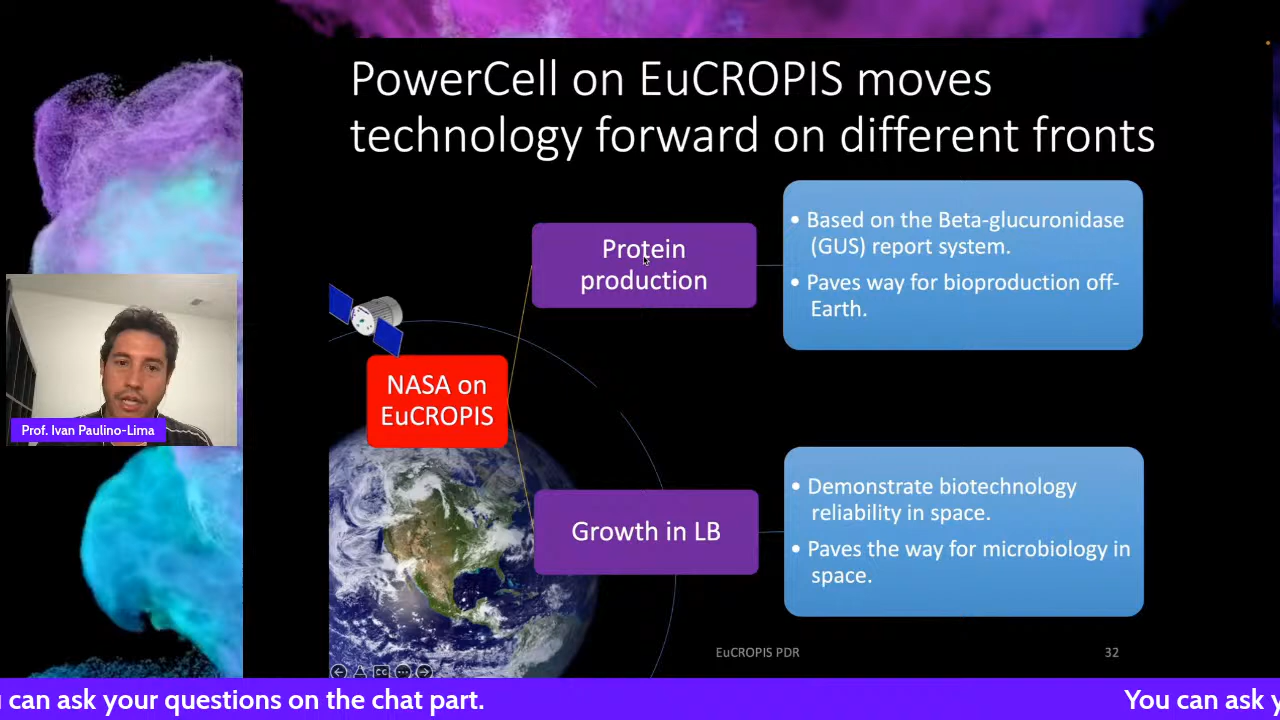 PowerCell on EuCROPIS moves
technology forward on different fronts
Protein
production
• Based on the Beta-glucuronidase
(GUS) report system.
• Paves way for bioproduction off-
Earth.
NASA on
EuCROPIS
Prof. Ivan Paulino-Lima
Growth in LB
• Demonstrate biotechnology
reliability in space.
• Paves the way for microbiology in
space.
EuCROPIS PDR
32
CC
can ask your questions on the chat part.
You can ask